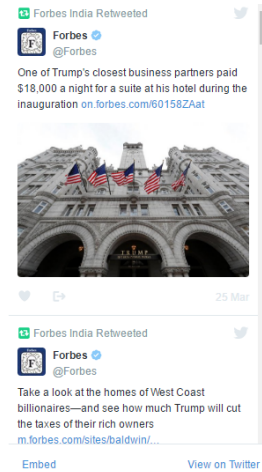 Forbes India Retweeted
Forbes
@Forbes
One of Trump's closest business partners paid
$18,000 a night for a suite at his hotel during the
inauguration on.forbes.com/60158ZAat
TRUMP
25 Mar
Forbes India Retweeted
Forbes
@Forbes
Take a look at the homes of West Coast
billionaires—and see how much Trump will cut
the taxes of their rich owners
m.forbes.com/sites/baldwin/…
Embed
View on Twitter